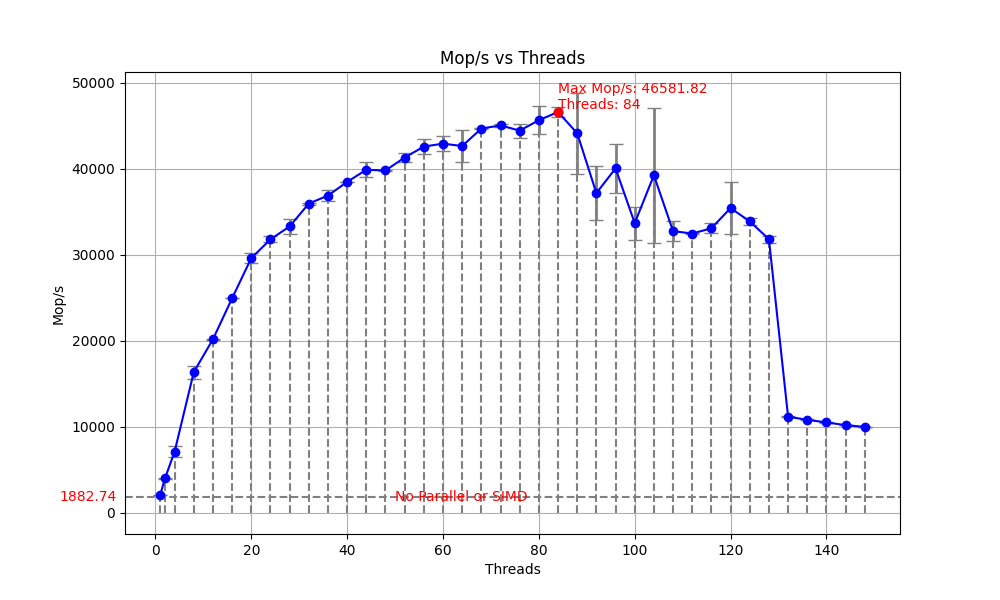 Mop/s vs Threads
Max Mop/s: 46581.82
Threads: 84
50000
40000
30000
20000
10000
1882.74
0
No Parallel or SIMD
Mop/s
0 20 40 60 80 100 120 140
Threads